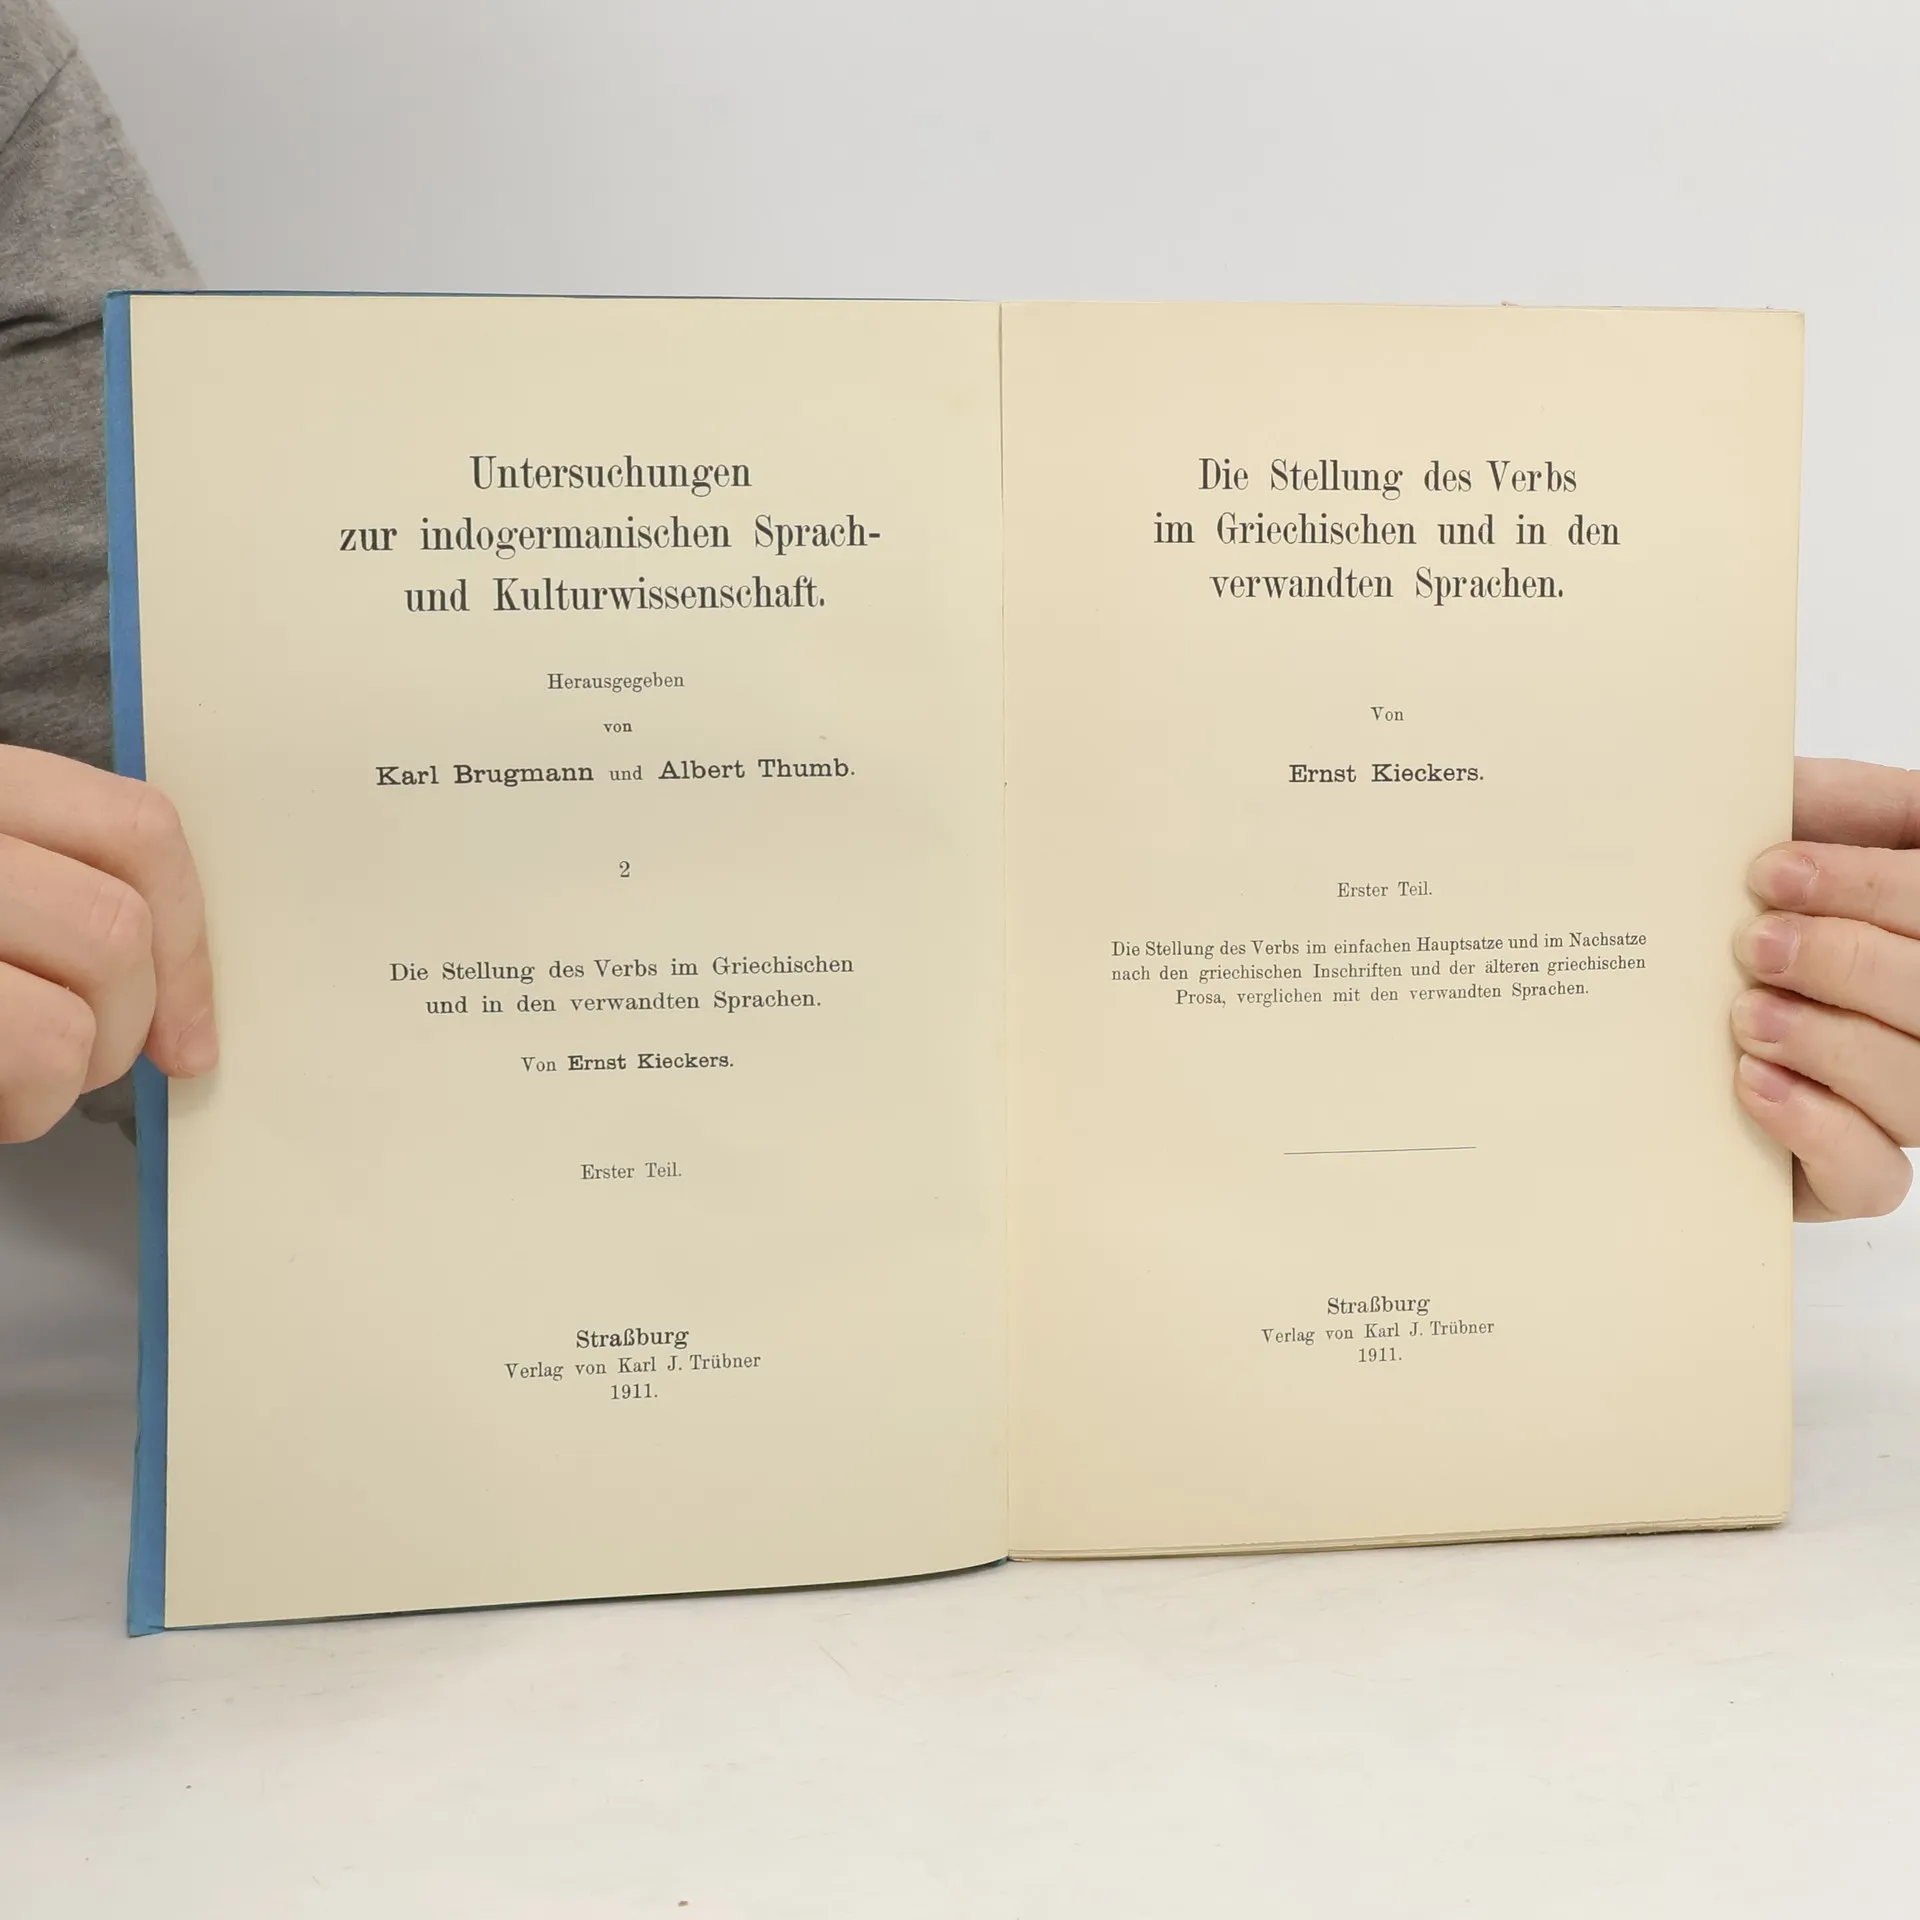 Untersuchungen
zur indogermanischen Sprach-
und Kulturwissenschaft.
Herausgegeben
von
Karl Brugmann und Albert Thumb.
2
Die Stellung des Verbs im Griechischen
und in den verwandten Sprachen.
Von Ernst Kieckers.
Erster Teil.
Straßburg
Verlag von Karl J. Trübner
1911.
Die Stellung des Verbs
im Griechischen und in den
verwandten Sprachen.
Von
Ernst Kieckers.
Erster Teil.
Die Stellung des Verbs im einfachen Hauptsatze und im Nachsatze
nach den griechischen Inschriften und der älteren griechischen
Prosa, verglichen mit den verwandten Sprachen.
Straßburg
Verlag von Karl J. Trübner
1911.